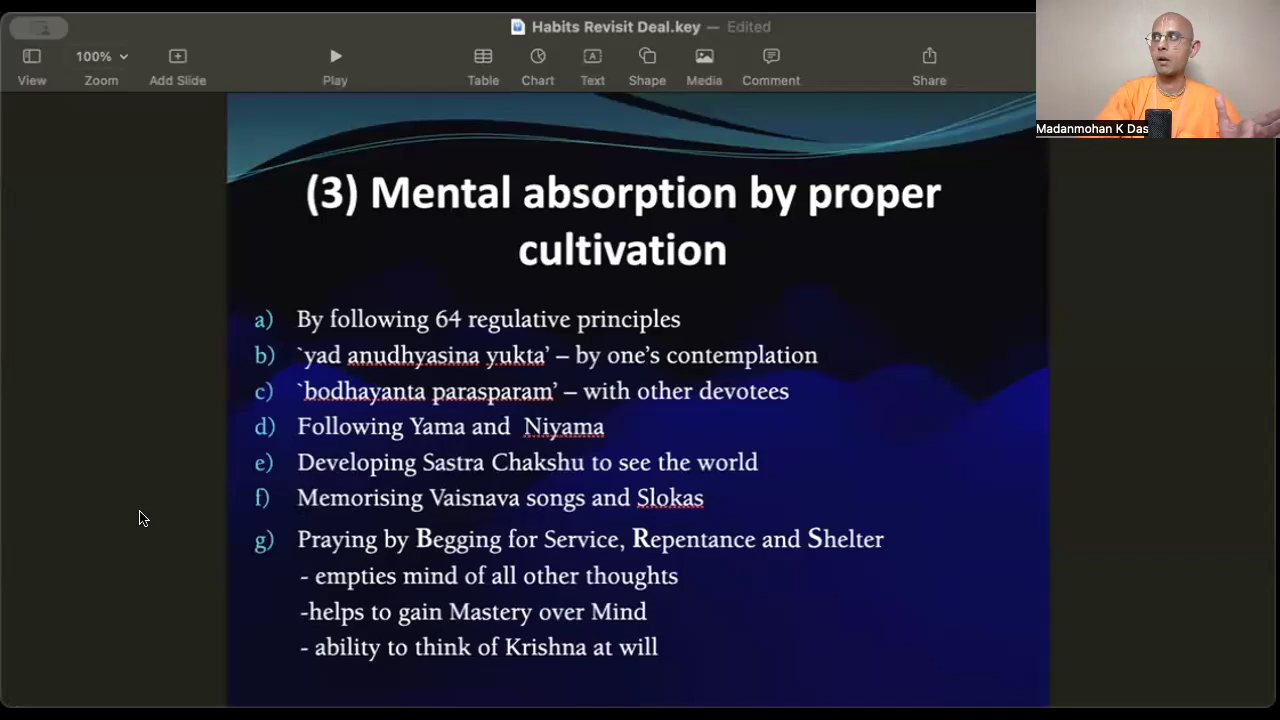 Habits Revisit Deal.key — Edited
100%
View Zoom Add Slide Play Table Chart Text Shape Media Comment Share
Madanmohan K Das
(3) Mental absorption by proper
cultivation
a) By following 64 regulative principles
b) `yad anudhyasina yukta’ – by one’s contemplation
c) `bodhayanta parasparam’ – with other devotees
d) Following Yama and Niyama
e) Developing Sastra Chakshu to see the world
f) Memorising Vaisnava songs and Slokas
g) Praying by Begging for Service, Repentance and Shelter
- empties mind of all other thoughts
-helps to gain Mastery over Mind
- ability to think of Krishna at will